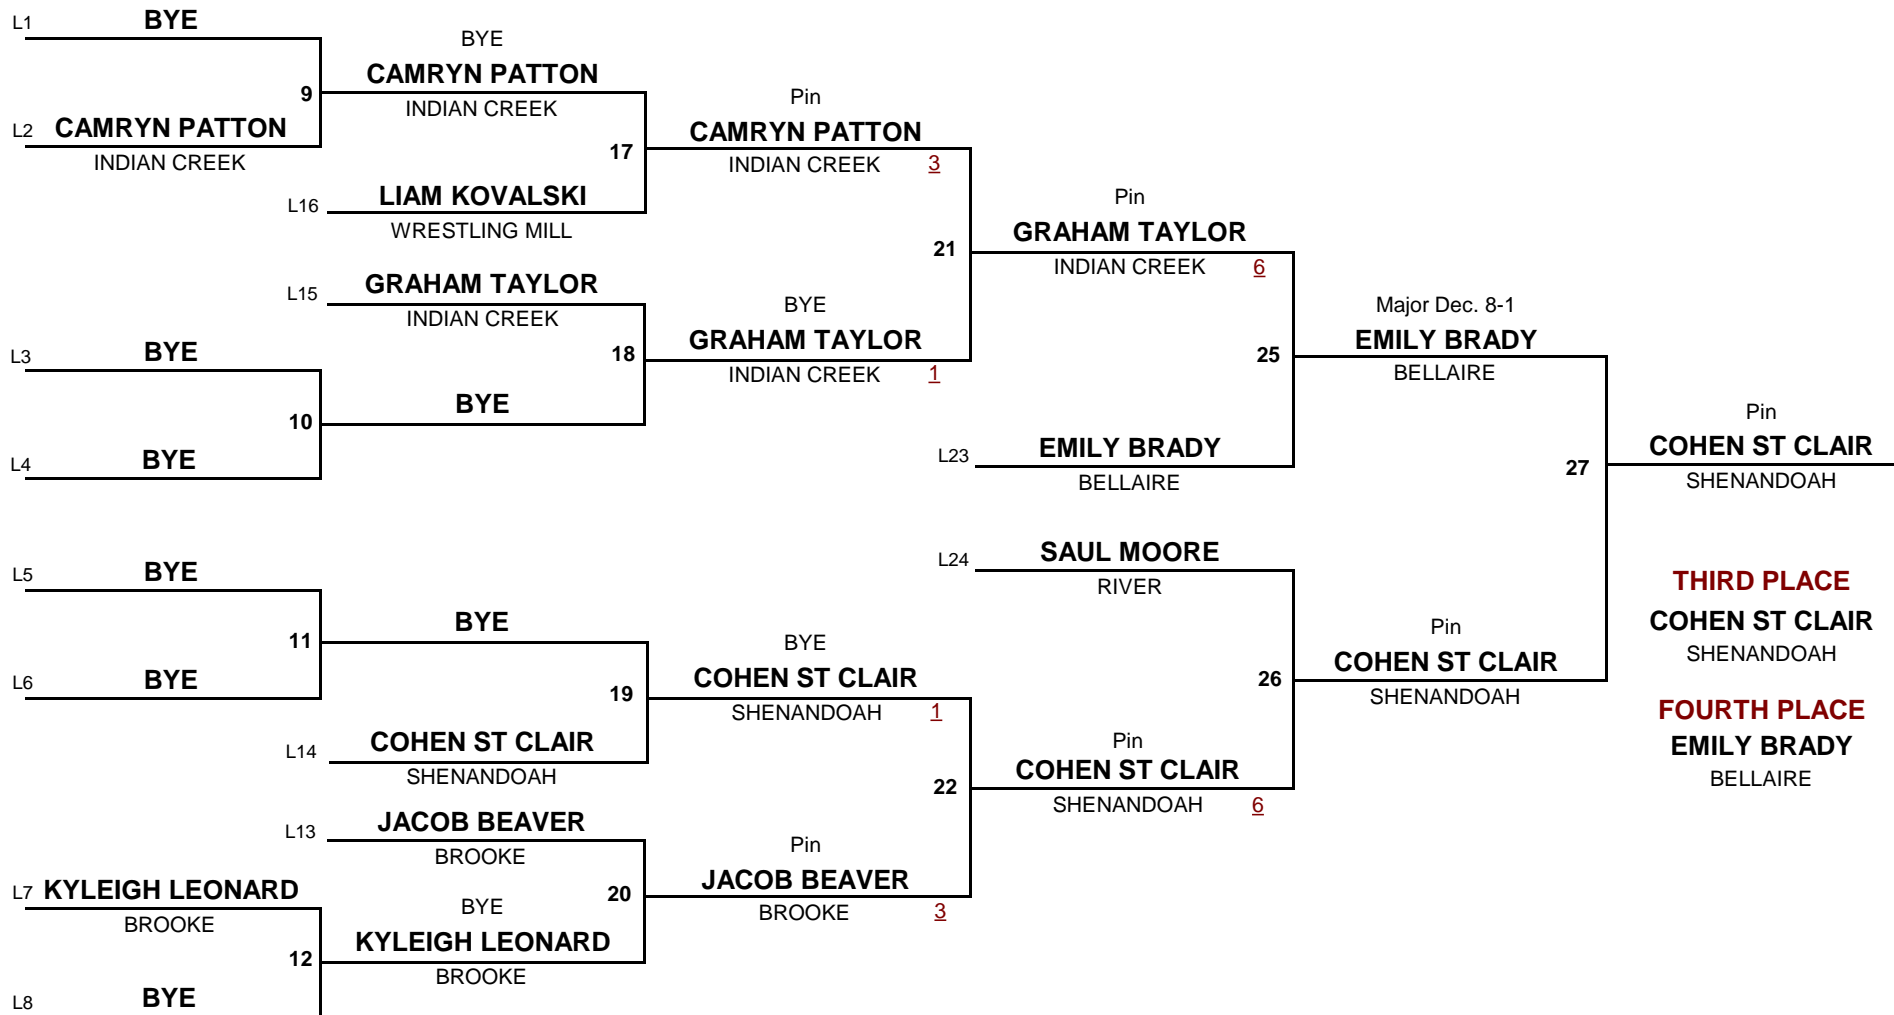 L1 BYE
BYE
CAMRYN PATTON
9
INDIAN CREEK
L2 CAMRYN PATTON
INDIAN CREEK
Pin
CAMRYN PATTON
17
INDIAN CREEK 3
L16 LIAM KOVALSKI
WRESTLING MILL
Pin
GRAHAM TAYLOR
21
INDIAN CREEK 6
L15 GRAHAM TAYLOR
INDIAN CREEK
BYE
GRAHAM TAYLOR
18
INDIAN CREEK 1
L3 BYE
10
BYE
L4 BYE
Major Dec. 8-1
EMILY BRADY
25
BELLAIRE
L23 EMILY BRADY
BELLAIRE
Pin
COHEN ST CLAIR
27
SHENANDOAH
L24 SAUL MOORE
RIVER
L5 BYE
11
BYE
L6 BYE
BYE
COHEN ST CLAIR
19
SHENANDOAH 1
L14 COHEN ST CLAIR
SHENANDOAH
Pin
COHEN ST CLAIR
26
SHENANDOAH
Pin
COHEN ST CLAIR
22
SHENANDOAH 6
L13 JACOB BEAVER
BROOKE
Pin
JACOB BEAVER
20
BROOKE 3
L7 KYLEIGH LEONARD
BROOKE
BYE
KYLEIGH LEONARD
12
BROOKE
L8 BYE
THIRD PLACE
COHEN ST CLAIR
SHENANDOAH
FOURTH PLACE
EMILY BRADY
BELLAIRE